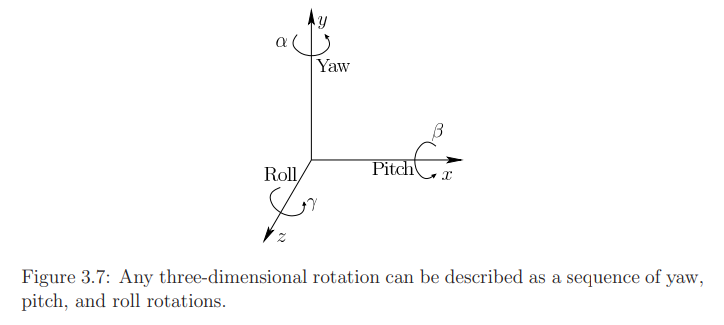 y
α
Yaw
β
Roll
Pitch
x
γ
z
Figure 3.7: Any three-dimensional rotation can be described as a sequence of yaw,
pitch, and roll rotations.